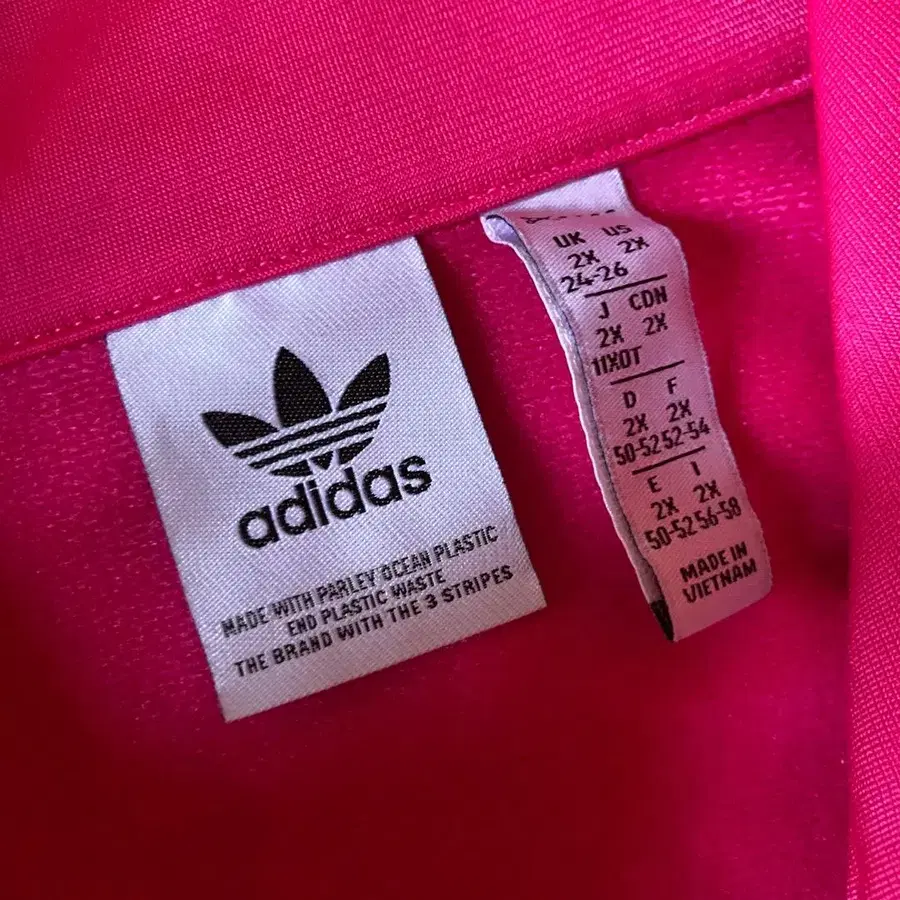 adidas
MADE WITH PARLEY OCEAN PLASTIC
END PLASTIC WASTE
THE BRAND WITH THE 3 STRIPES
UK US
2X 2X
24-26
J CDN
2X 2X
11XOT
D F
2X 2X
50-52 52-54
E I
2X 2X
50-52 56-58
MADE IN
VIETNAM